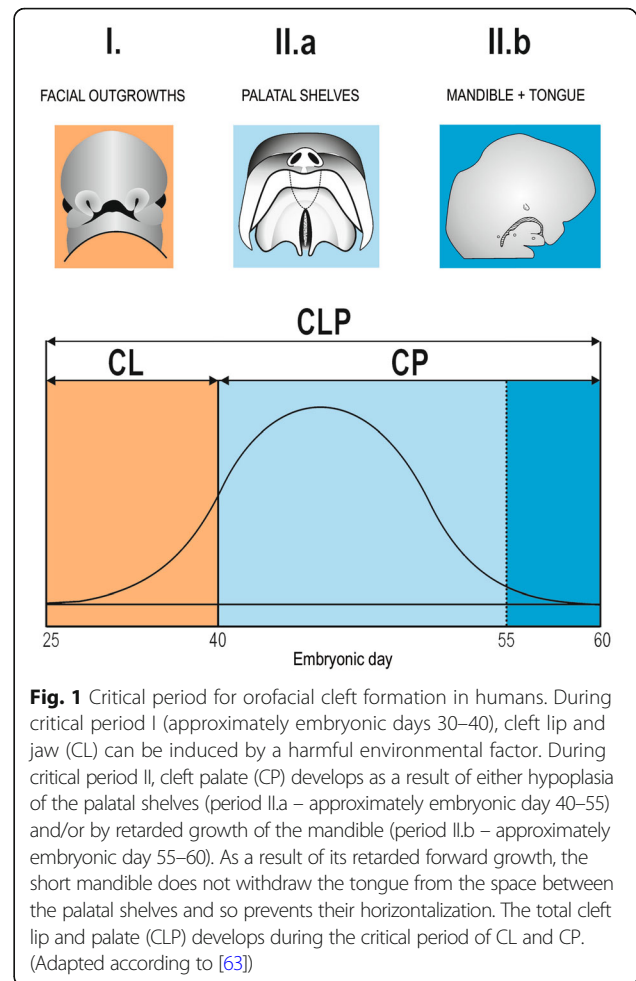 I. II.a II.b
FACIAL OUTGROWTHS PALATAL SHELVES MANDIBLE + TONGUE
CLP
CL CP
25 40 55 60
Embryonic day
Fig. 1 Critical period for orofacial cleft formation in humans. During
critical period I (approximately embryonic days 30–40), cleft lip and
jaw (CL) can be induced by a harmful environmental factor. During
critical period II, cleft palate (CP) develops as a result of either hypoplasia
of the palatal shelves (period II.a – approximately embryonic day 40–55)
and/or by retarded growth of the mandible (period II.b – approximately
embryonic day 55–60). As a result of its retarded forward growth, the
short mandible does not withdraw the tongue from the space between
the palatal shelves and so prevents their horizontalization. The total cleft
lip and palate (CLP) develops during the critical period of CL and CP.
(Adapted according to [63])